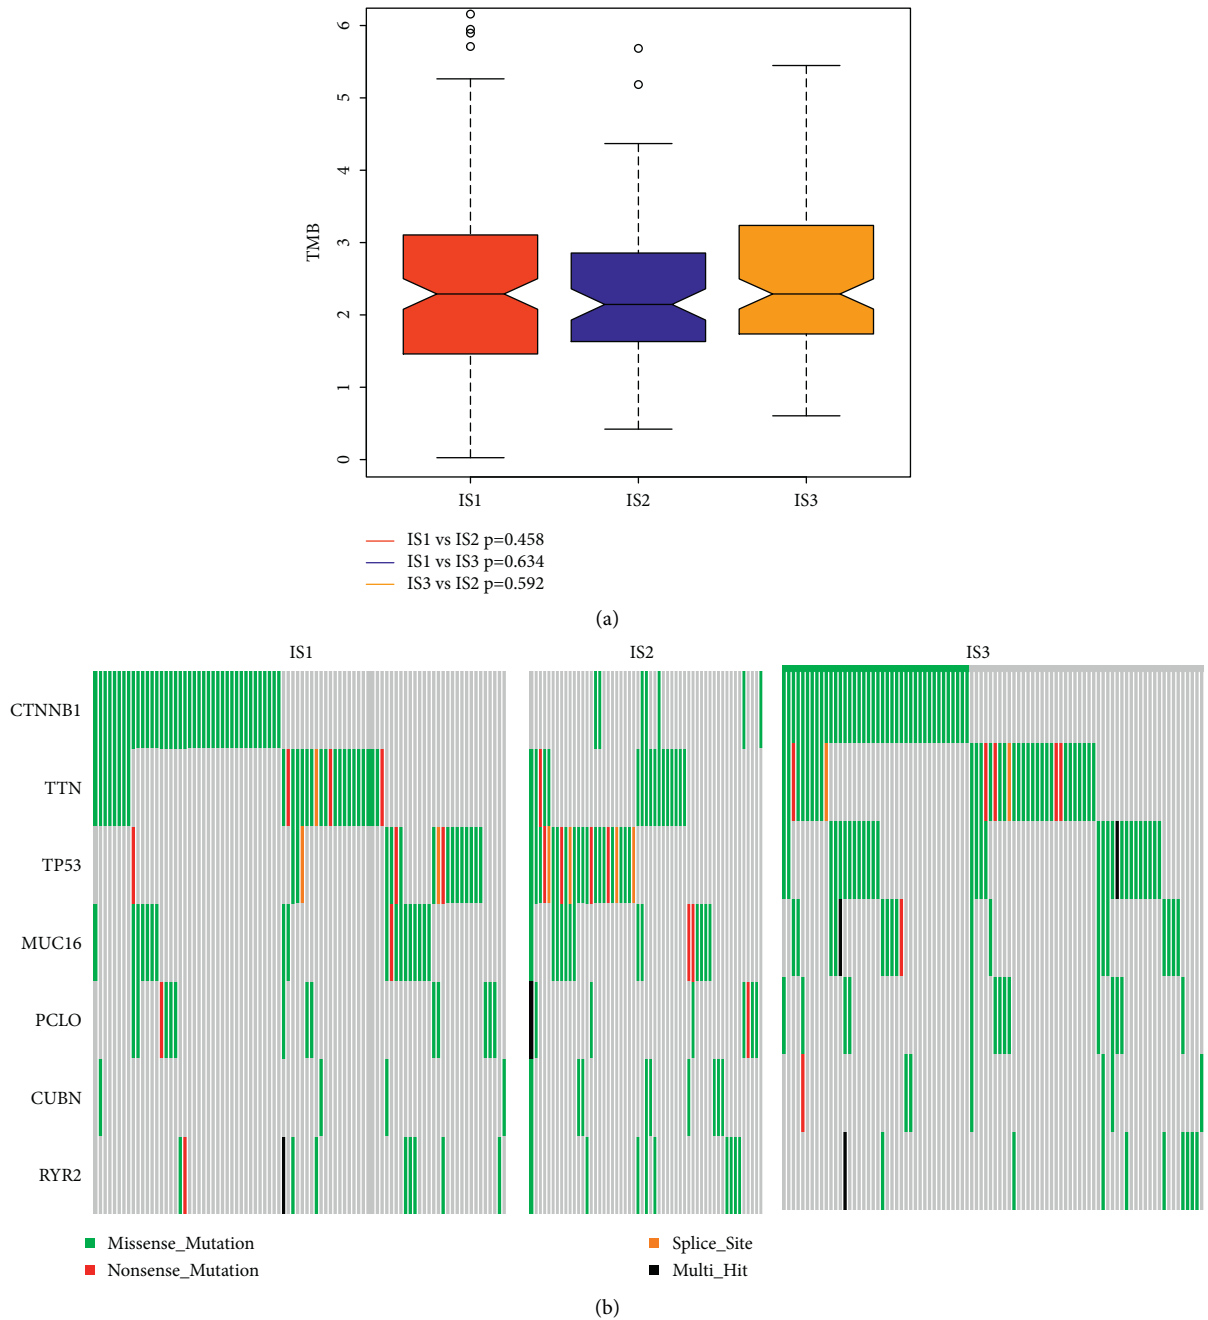 6
5
4
3
2
1
0
TMB
IS1 IS2 IS3
IS1 vs IS2 p=0.458
IS1 vs IS3 p=0.634
IS3 vs IS2 p=0.592
(a)
IS1 IS2 IS3
CTNNB1
TTN
TP53
MUC16
PCLO
CUBN
RYR2
Missense_Mutation Splice_Site
Nonsense_Mutation Multi_Hit
(b)